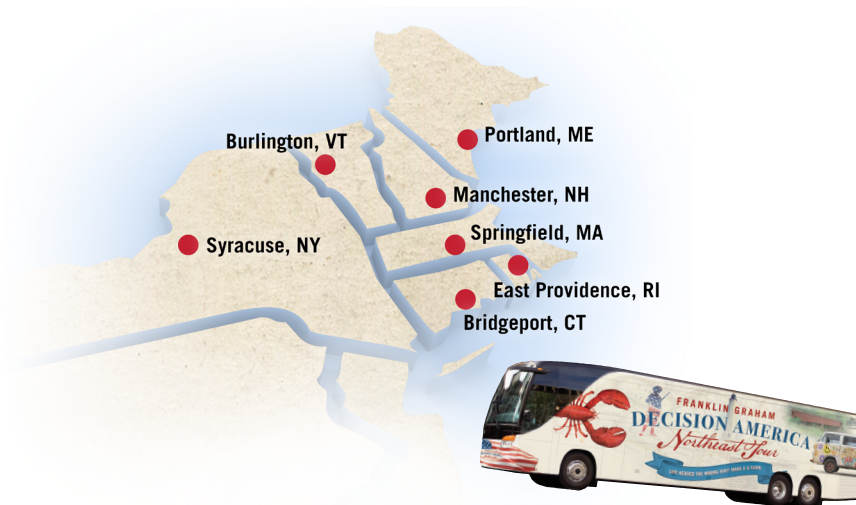 Burlington, VT
Portland, ME
Manchester, NH
Springfield, MA
Syracuse, NY
East Providence, RI
Bridgeport, CT
FRANKLIN GRAHAM
DECISION AMERICA
Northeast Tour